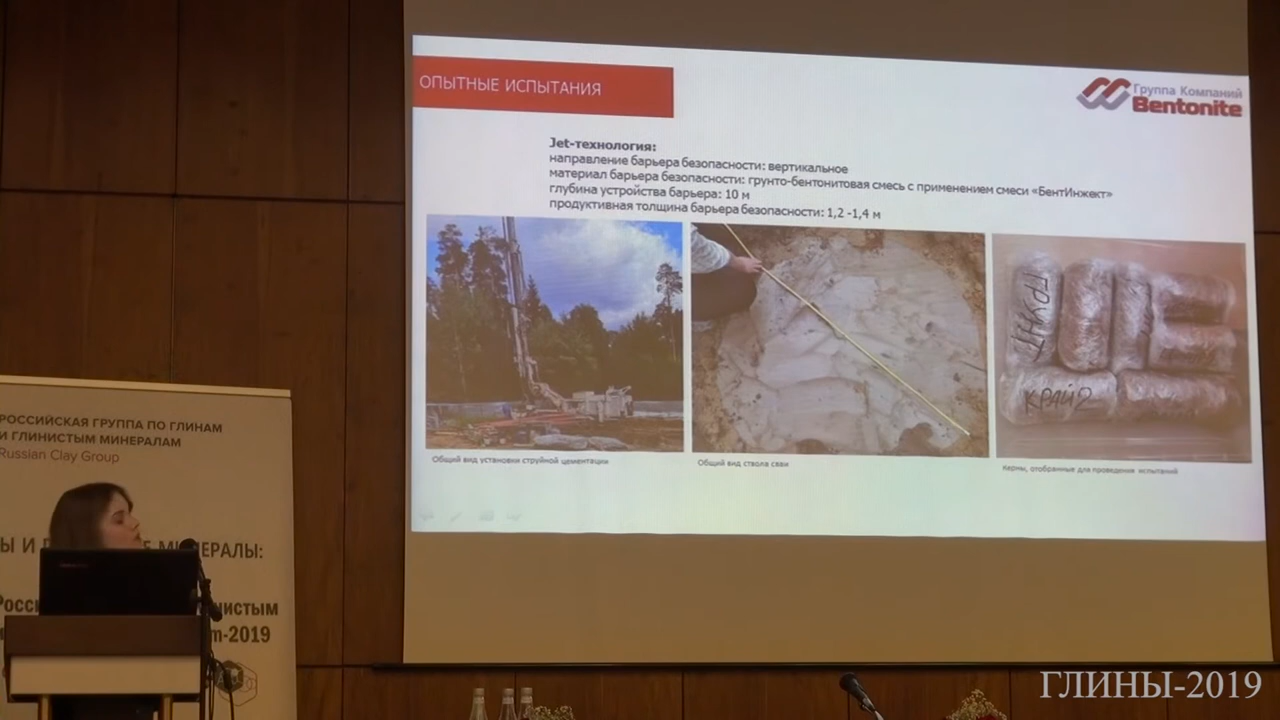 ОПЫТНЫЕ ИСПЫТАНИЯ
Группа Компаний
Bentonite
Jet-технология:
направление барьера безопасности: вертикальное
материал барьера безопасности: грунто-бентонитовая смесь с применением смеси «БентИнжект»
глубина устройства барьера: 10 м
продуктивная толщина барьера безопасности: 1,2 -1,4 м
ГРУНТ
КРАЙ 2
Общий вид установки струйной цементации
Общий вид ствола сваи
Керны, отобранные для проведения испытаний
РОССИЙСКАЯ ГРУППА ПО ГЛИНАМ
И ГЛИНИСТЫМ МИНЕРАЛАМ
Russian Clay Group
Ы И
МИНЕРАЛЫ:
-2019
ГЛИНЫ-2019